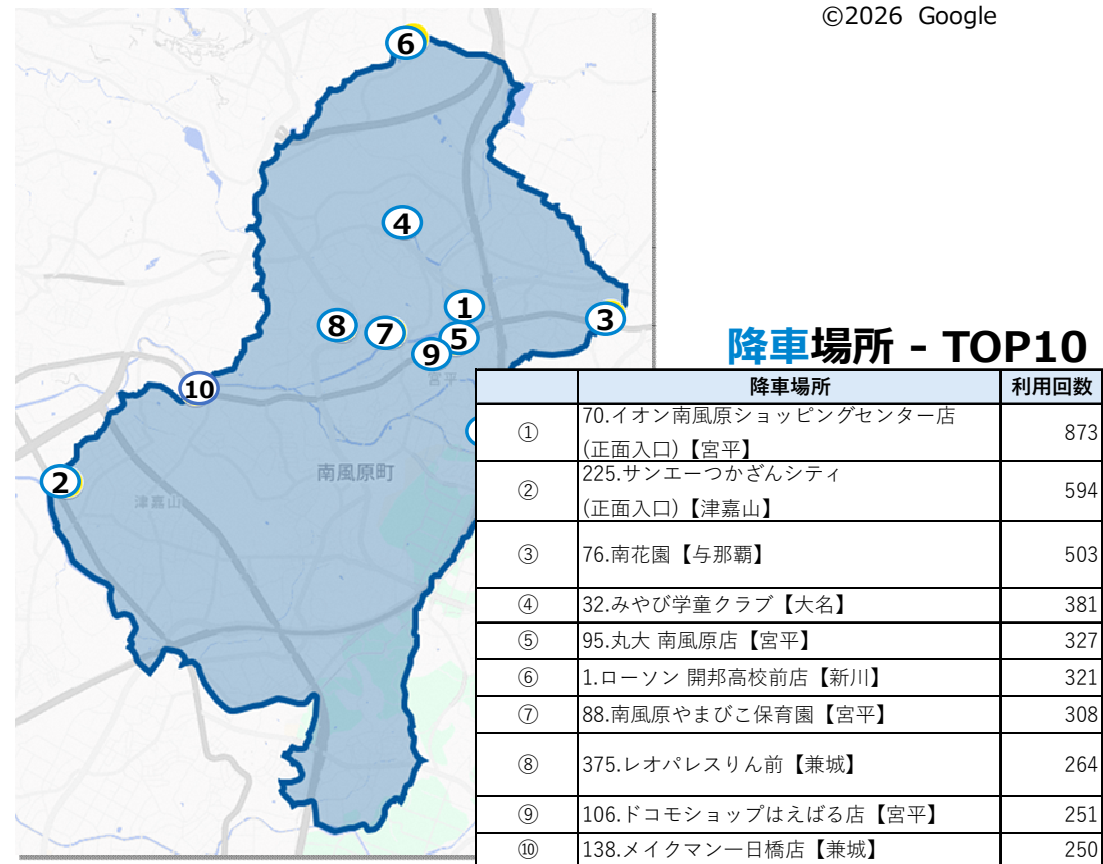 ©2026 Google
6
4
1
3
8
7
5
9
宮平
10
2
南風原町
津嘉山
降車場所 - TOP10
降車場所 利用回数
① 70.イオン南風原ショッピングセンター店
(正面入口)【宮平】 873
② 225.サンエーつかざんシティ
(正面入口)【津嘉山】 594
③ 76.南花園【与那覇】 503
④ 32.みやび学童クラブ【大名】 381
⑤ 95.丸大 南風原店【宮平】 327
⑥ 1.ローソン 開邦高校前店【新川】 321
⑦ 88.南風原やまびこ保育園【宮平】 308
⑧ 375.レオパレスりん前【兼城】 264
⑨ 106.ドコモショップはえばる店【宮平】 251
⑩ 138.メイクマン一日橋店【兼城】 250